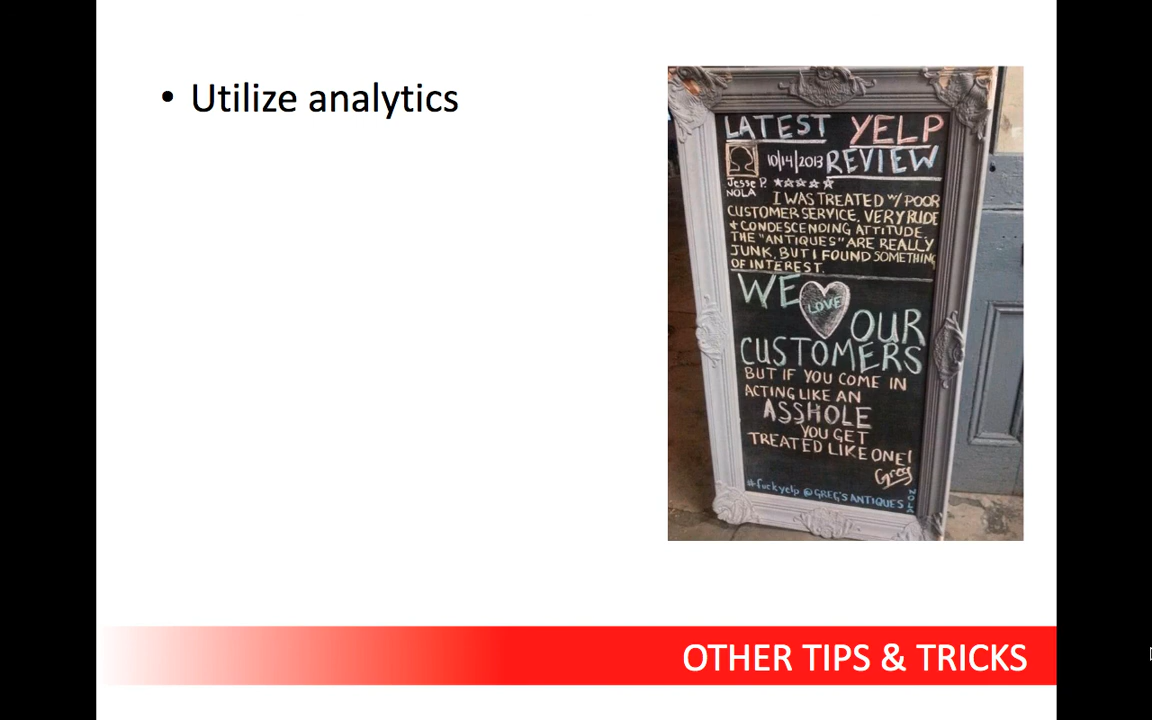 • Utilize analytics
LATEST YELP
10/14/2013 REVIEW
Jesse P. ★☆☆☆☆
NOLA
I WAS TREATED W/ POOR
CUSTOMER SERVICE. VERY RUDE
+ CONDESCENDING ATTITUDE.
THE "ANTIQUES" ARE REALLY
JUNK, BUT I FOUND SOMETHING
OF INTEREST.
WE LOVE
OUR
CUSTOMERS
BUT IF YOU COME IN
ACTING LIKE AN
ASSHOLE
YOU GET
TREATED LIKE ONE!
Greg
#fuckyelp @GREG'S ANTIQUES
NOLA
OTHER TIPS & TRICKS